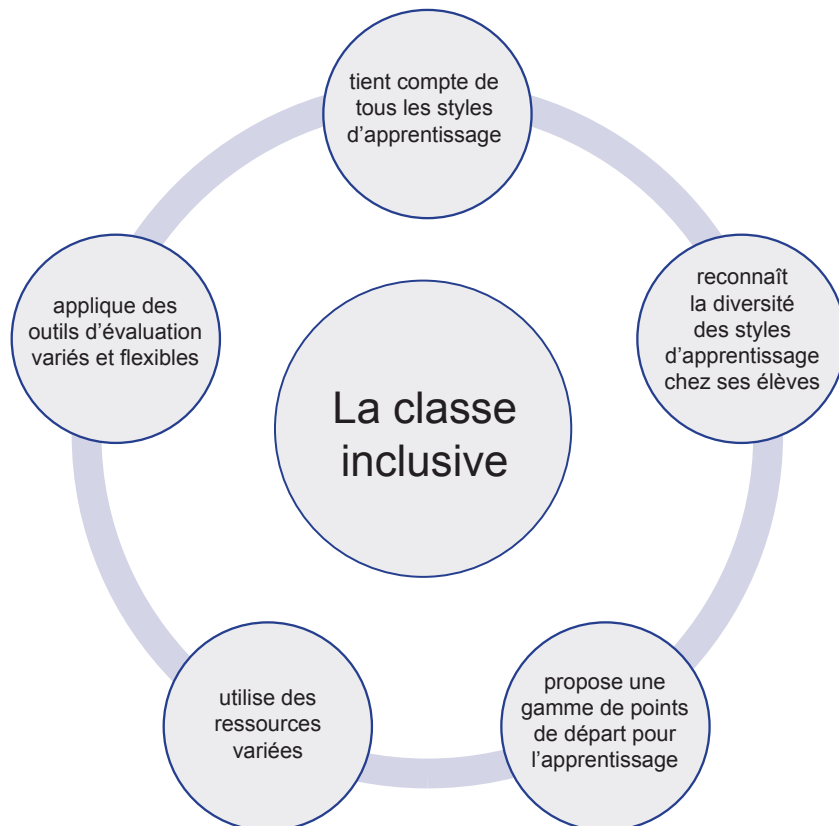 tient compte de
tous les styles
d'apprentissage
reconnaît
la diversité
des styles
d'apprentissage
chez ses élèves
propose une
gamme de points
de départ pour
l'apprentissage
utilise des
ressources
variées
applique des
outils d'évaluation
variés et flexibles
La classe
inclusive